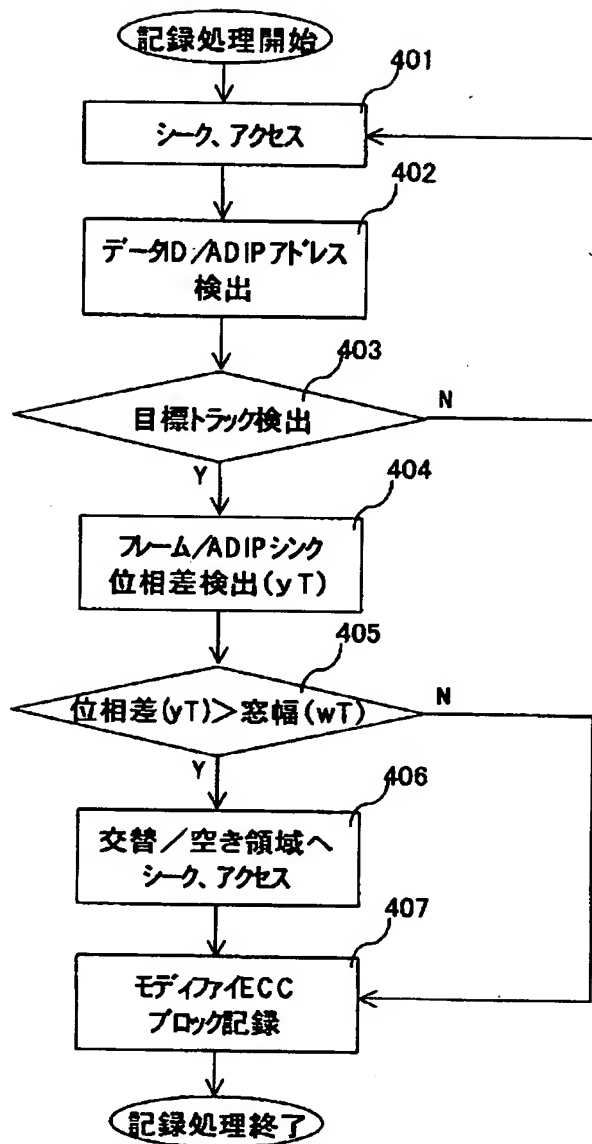 記録処理開始
401
シーク、アクセス
402
データID/ADIPアドレス
検出
403
目標トラック検出
N
Y
404
フレーム/ADIPシンク
位相差検出(yT)
405
位相差(yT)>窓幅(wT)
N
Y
406
交替/空き領域へ
シーク、アクセス
407
モディファイECC
ブロック記録
記録処理終了